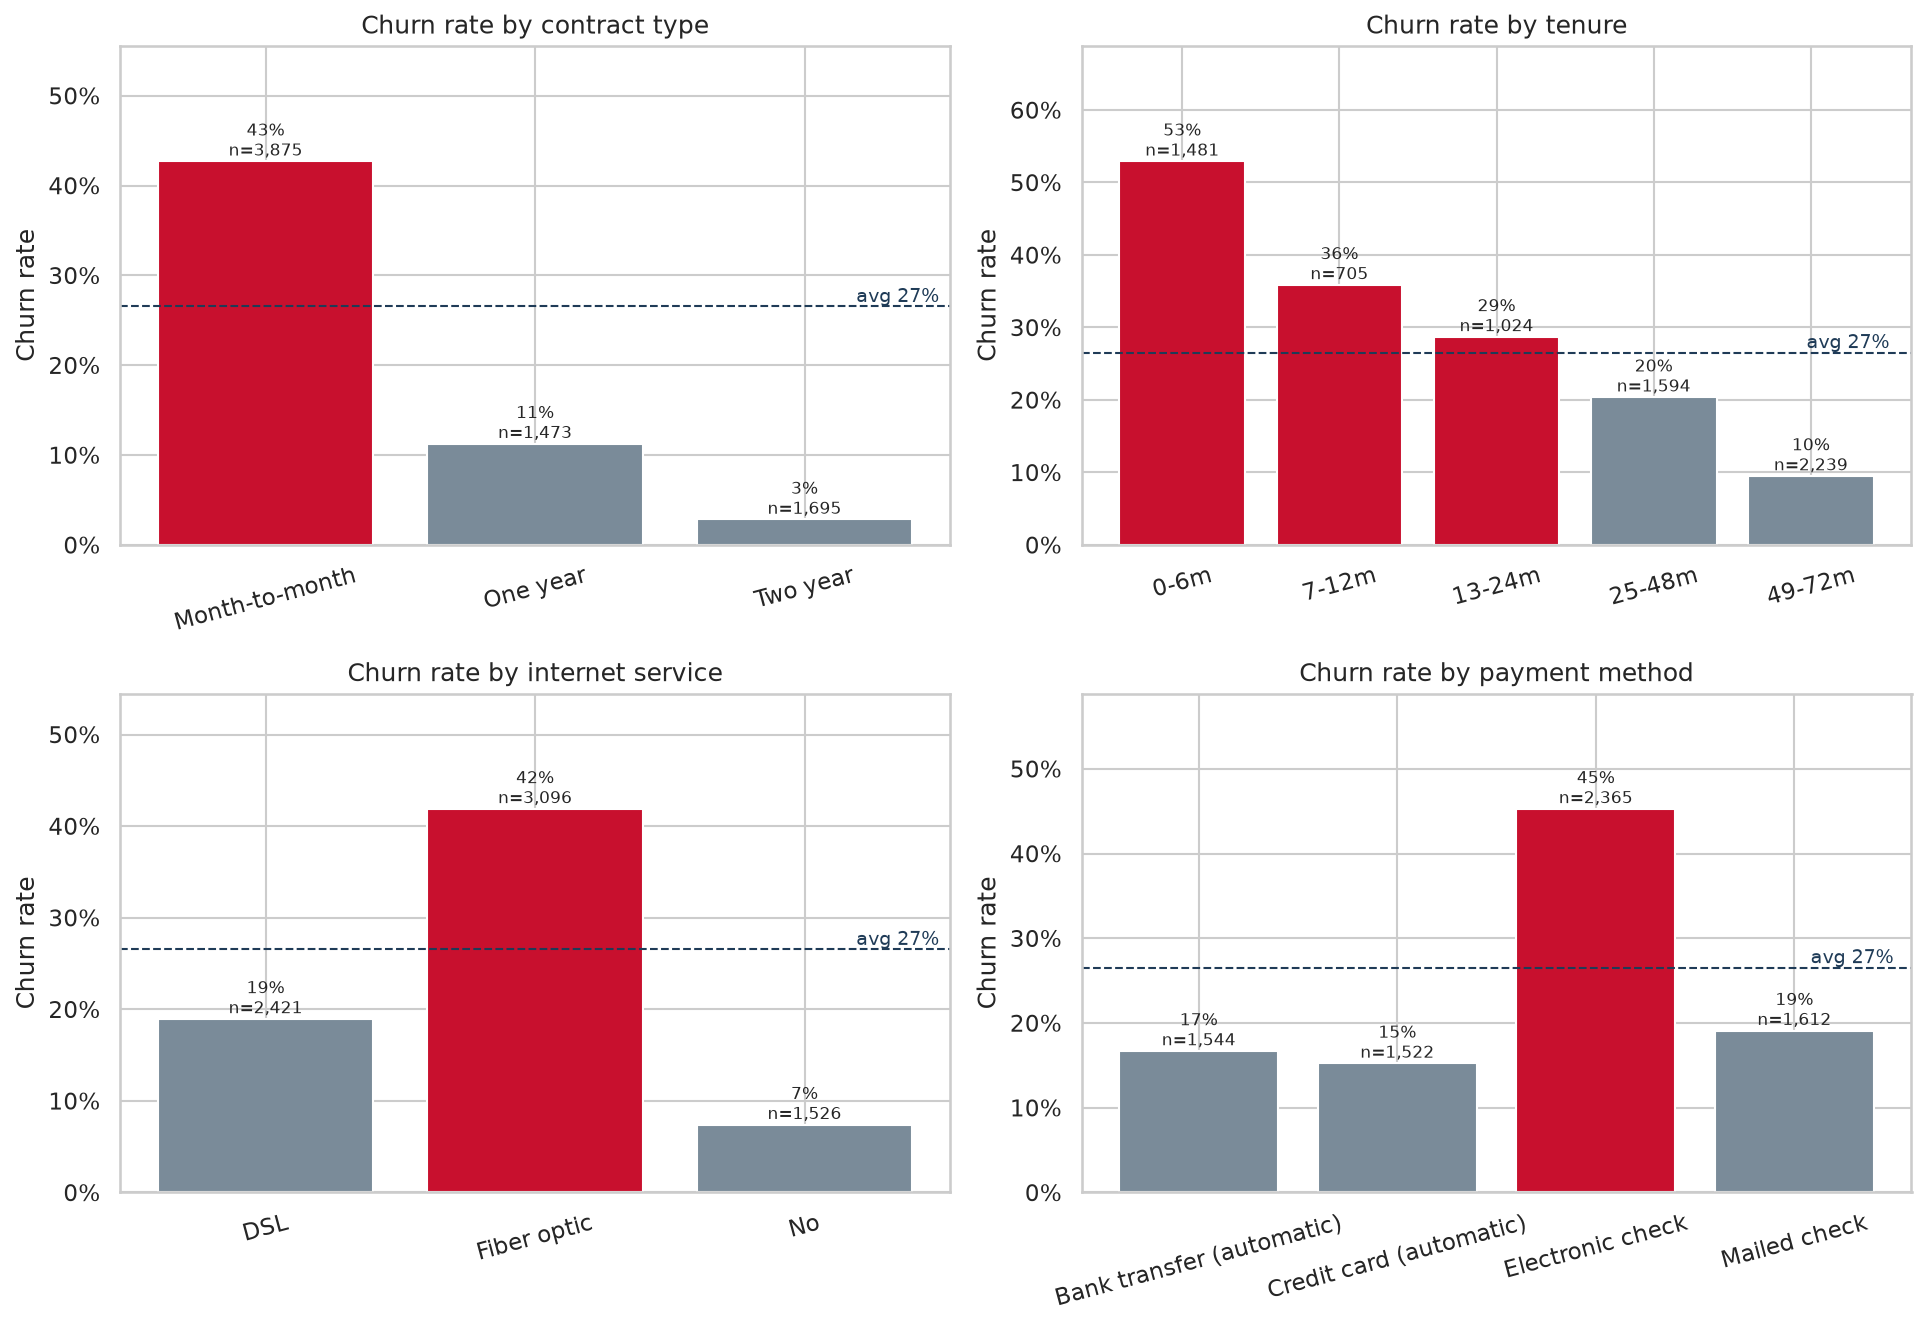 Churn rate by contract type
Churn rate
50%
40%
30%
20%
10%
0%
43%
n=3,875
11%
n=1,473
3%
n=1,695
avg 27%
Month-to-month
One year
Two year
Churn rate by tenure
Churn rate
60%
50%
40%
30%
20%
10%
0%
53%
n=1,481
36%
n=705
29%
n=1,024
20%
n=1,594
10%
n=2,239
avg 27%
0-6m
7-12m
13-24m
25-48m
49-72m
Churn rate by internet service
Churn rate
50%
40%
30%
20%
10%
0%
19%
n=2,421
42%
n=3,096
7%
n=1,526
avg 27%
DSL
Fiber optic
No
Churn rate by payment method
Churn rate
50%
40%
30%
20%
10%
0%
17%
n=1,544
15%
n=1,522
45%
n=2,365
19%
n=1,612
avg 27%
Bank transfer (automatic)
Credit card (automatic)
Electronic check
Mailed check